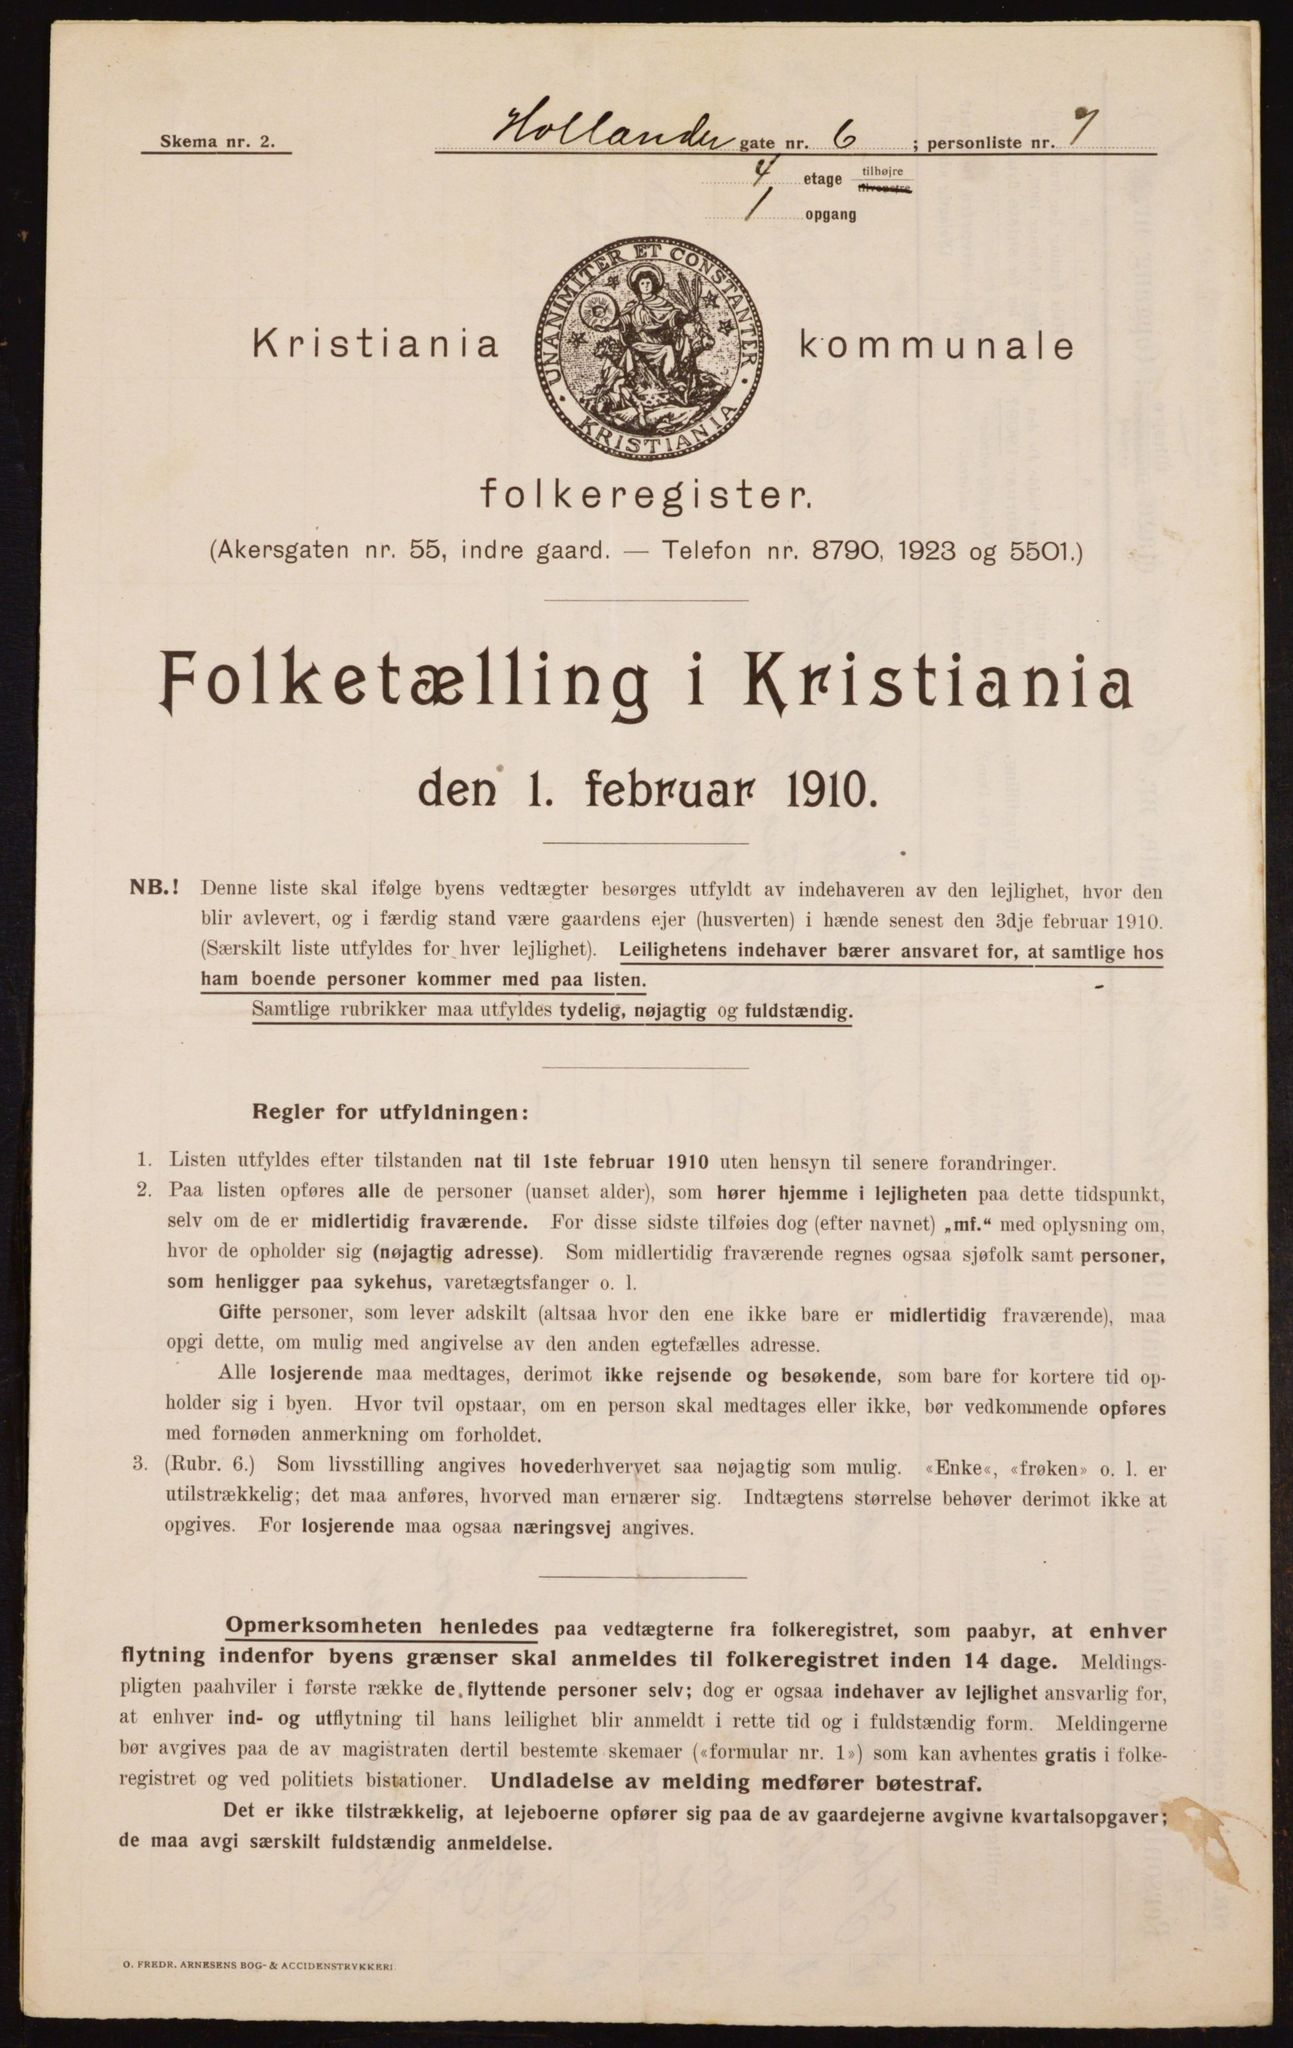 Skema nr. 2.
Hollander gate nr. 6 ; personliste nr. 7
4 etage tilhøjre
tilvenstre
1 opgang
UNANIMITER ET CONSTANTER
KRISTIANIA
Kristiania kommunale
folkeregister.
(Akersgaten nr. 55, indre gaard. — Telefon nr. 8790, 1923 og 5501.)
Folketælling i Kristiania
den 1. februar 1910.
NB.! Denne liste skal ifølge byens vedtægter besørges utfyldt av indehaveren av den lejlighet, hvor den
blir avlevert, og i færdig stand være gaardens ejer (husverten) i hænde senest den 3dje februar 1910.
(Særskilt liste utfyldes for hver lejlighet). Leilighetens indehaver bærer ansvaret for, at samtlige hos
ham boende personer kommer med paa listen.
Samtlige rubrikker maa utfyldes tydelig, nøjagtig og fuldstændig.
Regler for utfyldningen:
1. Listen utfyldes efter tilstanden nat til 1ste februar 1910 uten hensyn til senere forandringer.
2. Paa listen opføres alle de personer (uanset alder), som hører hjemme i lejligheten paa dette tidspunkt,
selv om de er midlertidig fraværende. For disse sidste tilføies dog (efter navnet) „mf.“ med oplysning om,
hvor de opholder sig (nøjagtig adresse). Som midlertidig fraværende regnes ogsaa sjøfolk samt personer,
som henligger paa sykehus, varetægtsfanger o. l.
Gifte personer, som lever adskilt (altsaa hvor den ene ikke bare er midlertidig fraværende), maa
opgi dette, om mulig med angivelse av den anden egtefælles adresse.
Alle losjerende maa medtages, derimot ikke rejsende og besøkende, som bare for kortere tid op-
holder sig i byen. Hvor tvil opstaar, om en person skal medtages eller ikke, bør vedkommende opføres
med fornøden anmerkning om forholdet.
3. (Rubr. 6.) Som livsstilling angives hovederhvervet saa nøjagtig som mulig. «Enke«, «frøken» o. l. er
utilstrækkelig; det maa anføres, hvorved man ernærer sig. Indtægtens størrelse behøver derimot ikke at
opgives. For losjerende maa ogsaa næringsvej angives.
Opmerksomheten henledes paa vedtægterne fra folkeregistret, som paabyr, at enhver
flytning indenfor byens grænser skal anmeldes til folkeregistret inden 14 dage. Meldings-
pligten paahviler i første række de flyttende personer selv; dog er ogsaa indehaver av lejlighet ansvarlig for,
at enhver ind- og utflytning til hans leilighet blir anmeldt i rette tid og i fuldstændig form. Meldingerne
bør avgives paa de av magistraten dertil bestemte skemaer («formular nr. 1») som kan avhentes gratis i folke-
registret og ved politiets bistationer. Undladelse av melding medfører bøtestraf.
Det er ikke tilstrækkelig, at lejeboerne opfører sig paa de av gaardejerne avgivne kvartalsopgaver;
de maa avgi særskilt fuldstændig anmeldelse.
O. FREDR. ARNESENS BOG- & ACCIDENSTRYKKERI